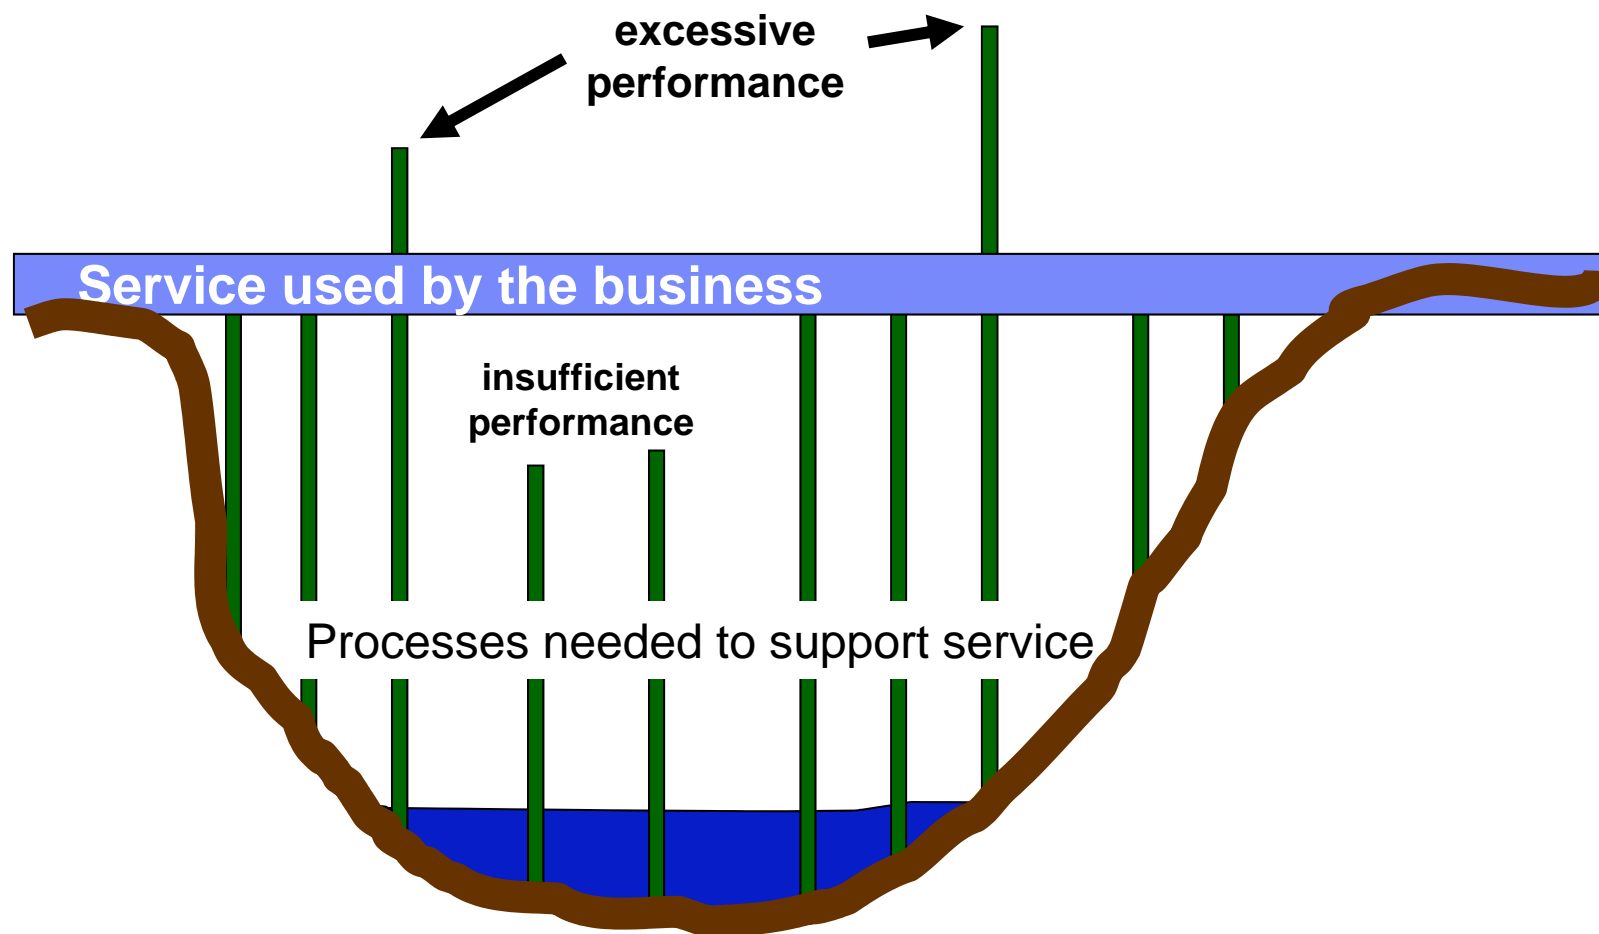 excessive
performance
Service used by the business
insufficient
performance
Processes needed to support service